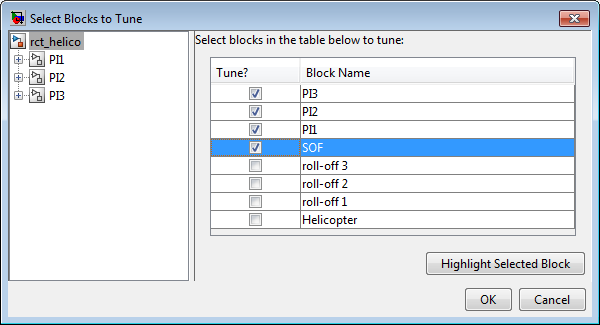 Select Blocks to Tune
rct_helico
PI1
PI2
PI3
Select blocks in the table below to tune:
Tune? Block Name
PI3
PI2
PI1
SOF
roll-off 3
roll-off 2
roll-off 1
Helicopter
Highlight Selected Block
OK Cancel